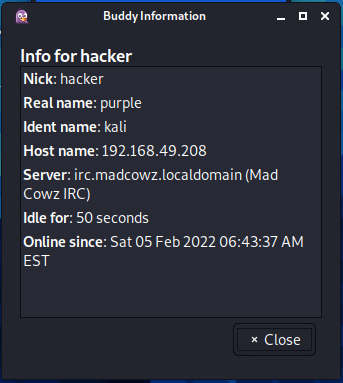 Buddy Information
Info for hacker
Nick: hacker
Real name: purple
Ident name: kali
Host name: 192.168.49.208
Server: irc.madcowz.localdomain (Mad
Cowz IRC)
Idle for: 50 seconds
Online since: Sat 05 Feb 2022 06:43:37 AM
EST
Close